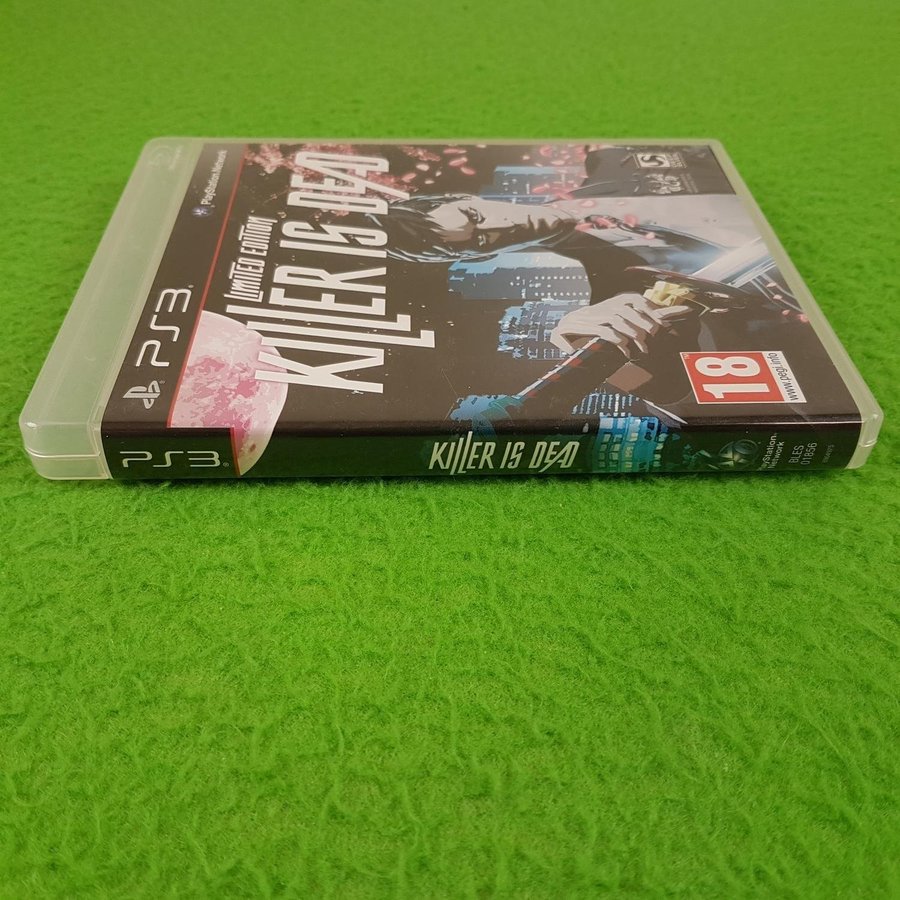 PlayStation Network
PS3
LIMITED EDITION
KILLER IS DEAD
18
www.pegi.info
PS3
KILLER IS DEAD
PlayStation
Network
BLES
01856